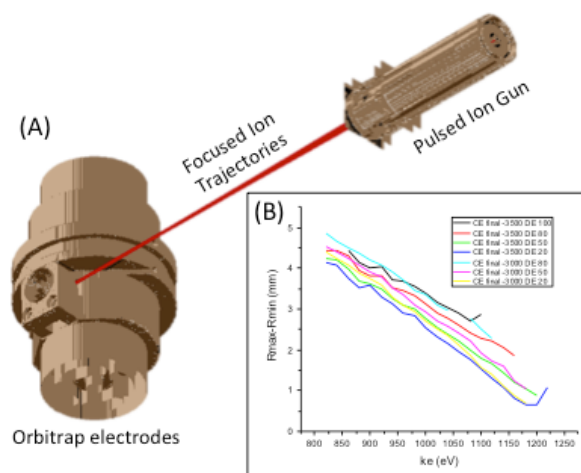 (A)
Focused Ion
Trajectories
Pulsed Ion Gun
Orbitrap electrodes
(B)
CE final -3500 DE 100
CE final -3500 DE 80
CE final -3500 DE 50
CE final -3500 DE 20
CE final -3000 DE 80
CE final -3000 DE 50
CE final -3000 DE 20
Rmax-Rmin (mm)
5
4
3
2
1
0
800 850 900 950 1000 1050 1100 1150 1200 1250
ke (eV)